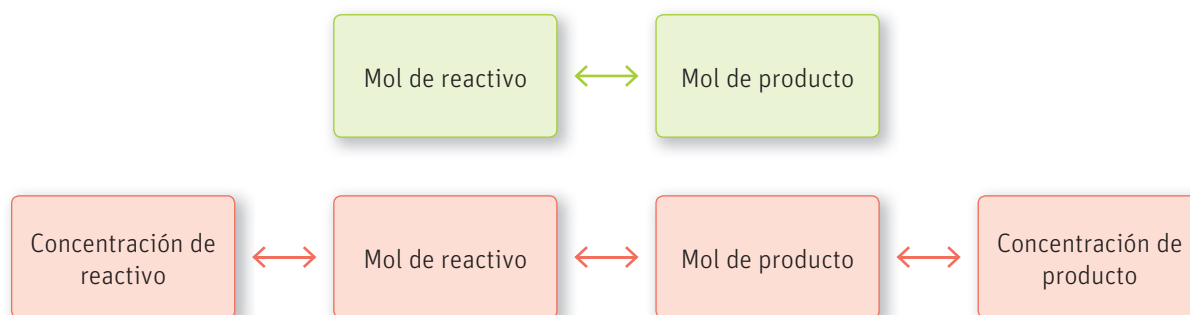 Mol de reactivo
Mol de producto
Concentración de
reactivo
Mol de reactivo
Mol de producto
Concentración de
producto